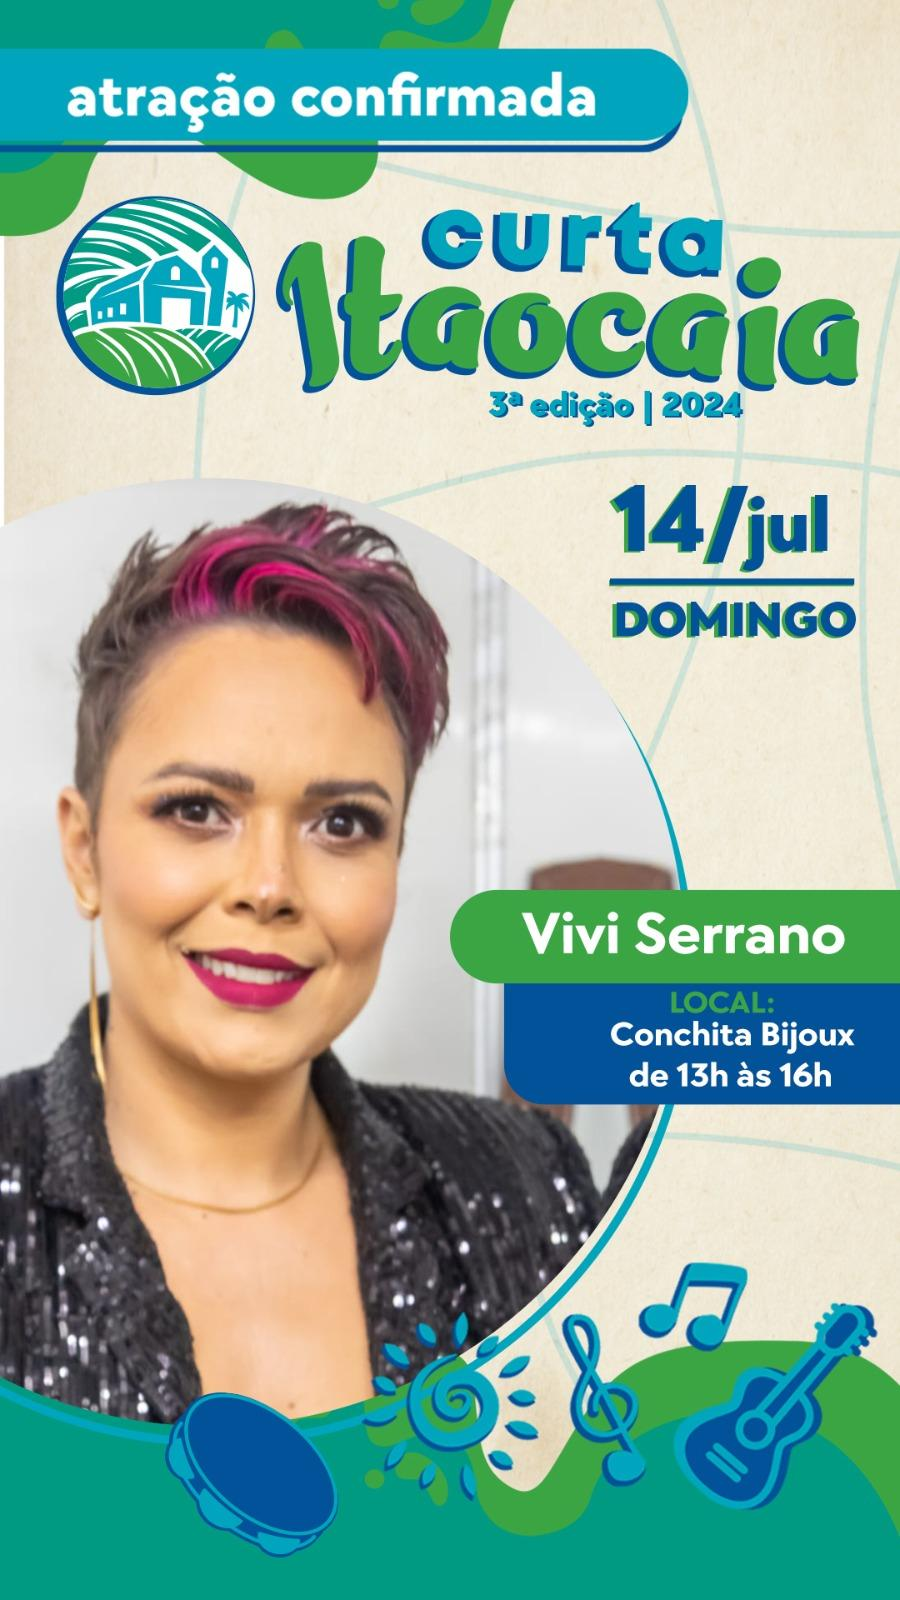 atração confirmada
curta
Itaocaia
3ª edição | 2024
14/jul
DOMINGO
Vivi Serrano
LOCAL:
Conchita Bijoux
de 13h às 16h